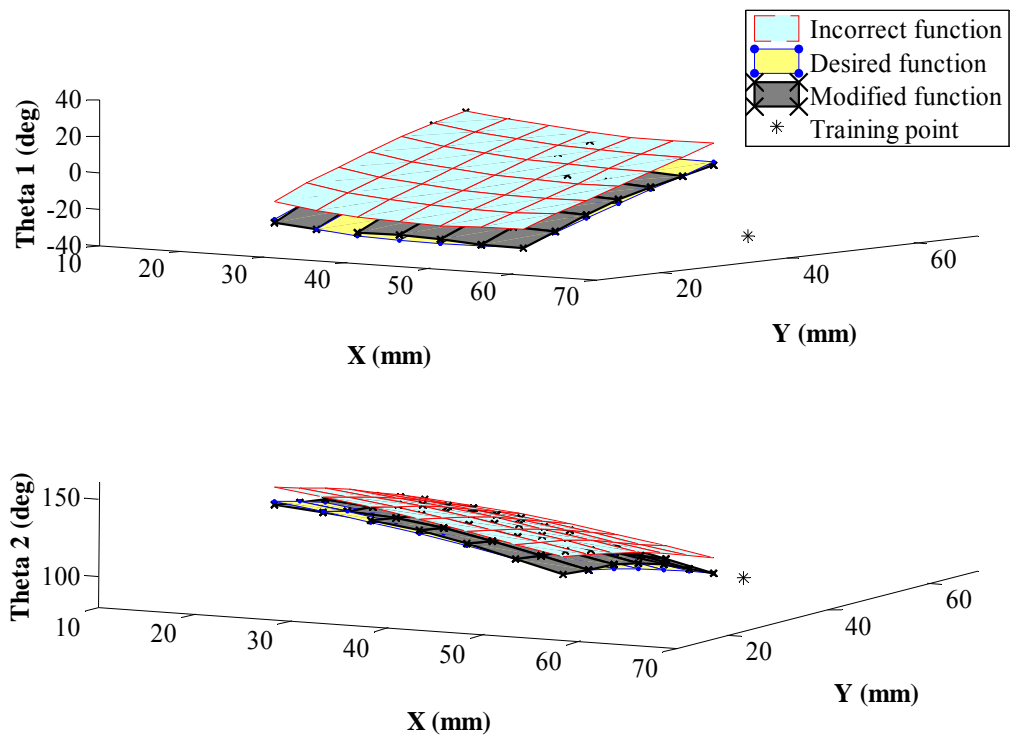 Incorrect function
Desired function
Modified function
Training point
Theta 1 (deg)
40
20
0
-20
-40
10
20
30
40
50
60
70
20
40
60
X (mm)
Y (mm)
Theta 2 (deg)
150
100
10
20
30
40
50
60
70
20
40
60
X (mm)
Y (mm)